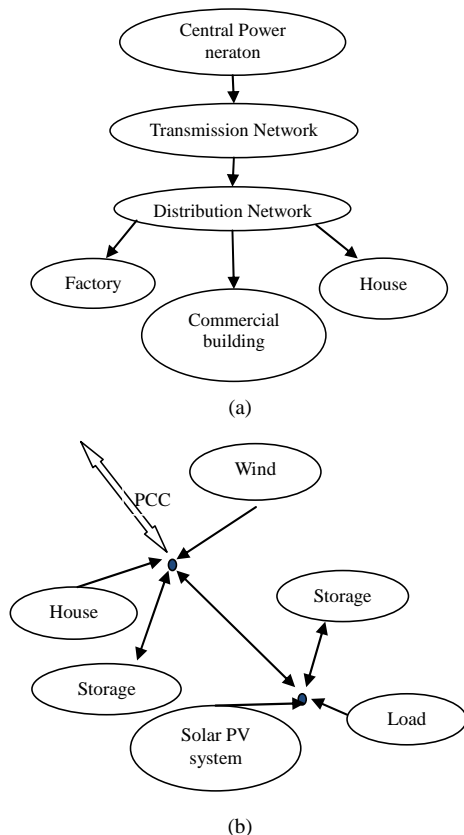 Central Power
neraton
Transmission Network
Distribution Network
Factory
House
Commercial
building
(a)
PCC
Wind
House
Storage
Storage
Solar PV
system
Load
(b)